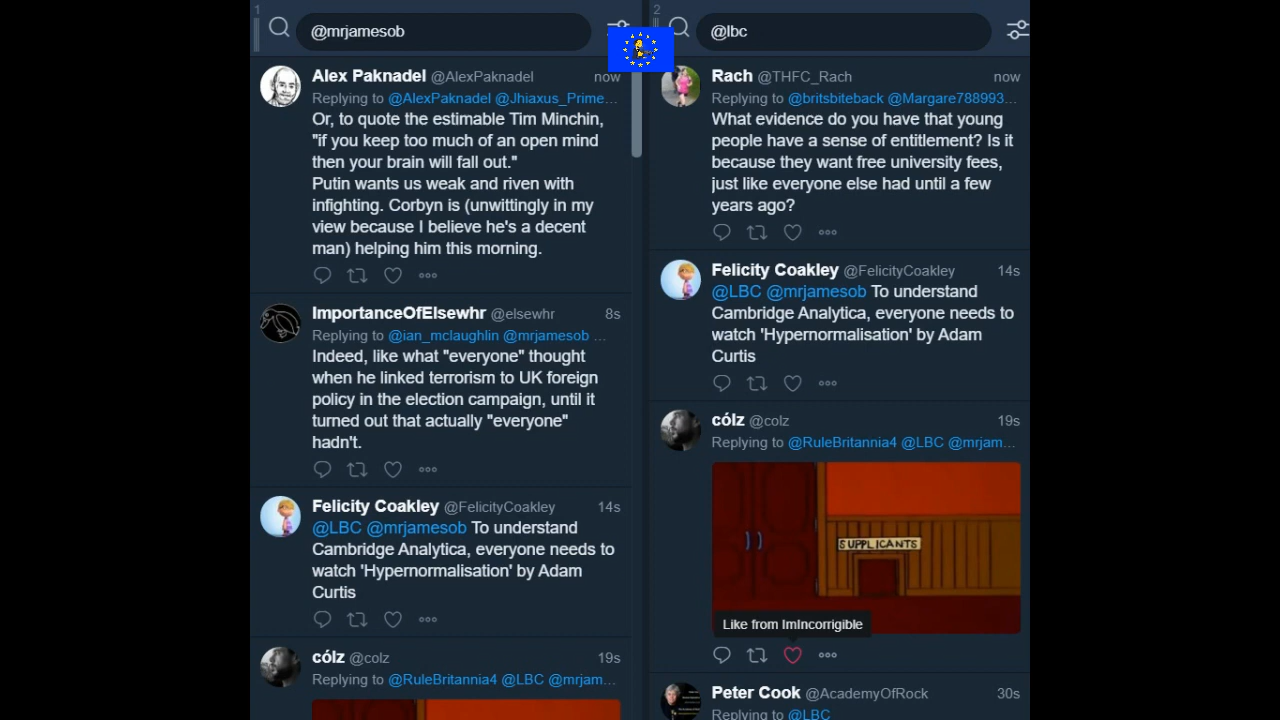 1
@mrjamesob
Alex Paknadel @AlexPaknadel now
Replying to @AlexPaknadel @Jhiaxus_Prime…
Or, to quote the estimable Tim Minchin,
"if you keep too much of an open mind
then your brain will fall out."
Putin wants us weak and riven with
infighting. Corbyn is (unwittingly in my
view because I believe he's a decent
man) helping him this morning.
ImportanceOfElsewhr @elsewhr 8s
Replying to @ian_mclaughlin @mrjamesob …
Indeed, like what "everyone" thought
when he linked terrorism to UK foreign
policy in the election campaign, until it
turned out that actually "everyone"
hadn't.
Felicity Coakley @FelicityCoakley 14s
@LBC @mrjamesob To understand
Cambridge Analytica, everyone needs to
watch 'Hypernormalisation' by Adam
Curtis
cólz @colz 19s
Replying to @RuleBritannia4 @LBC @mrjam…
2
@lbc
Rach @THFC_Rach now
Replying to @britsbiteback @Margare788993…
What evidence do you have that young
people have a sense of entitlement? Is it
because they want free university fees,
just like everyone else had until a few
years ago?
Felicity Coakley @FelicityCoakley 14s
@LBC @mrjamesob To understand
Cambridge Analytica, everyone needs to
watch 'Hypernormalisation' by Adam
Curtis
cólz @colz 19s
Replying to @RuleBritannia4 @LBC @mrjam…
SUPPLICANTS
Like from ImIncorrigible
Peter Cook @AcademyOfRock 30s
Replying to @LBC